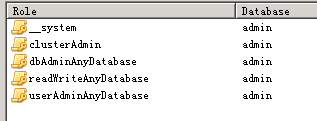 Role Database
__system admin
clusterAdmin admin
dbAdminAnyDatabase admin
readWriteAnyDatabase admin
userAdminAnyDatabase admin